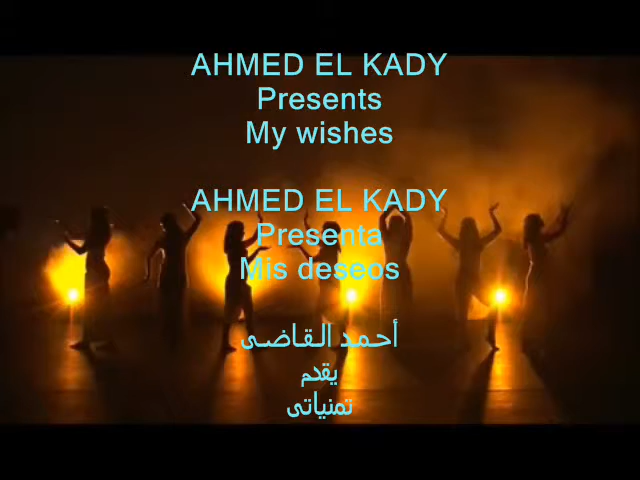 AHMED EL KADY
Presents
My wishes
AHMED EL KADY
Presenta
Mis deseos
أحمد القاضى
يقدم
تمنياتى